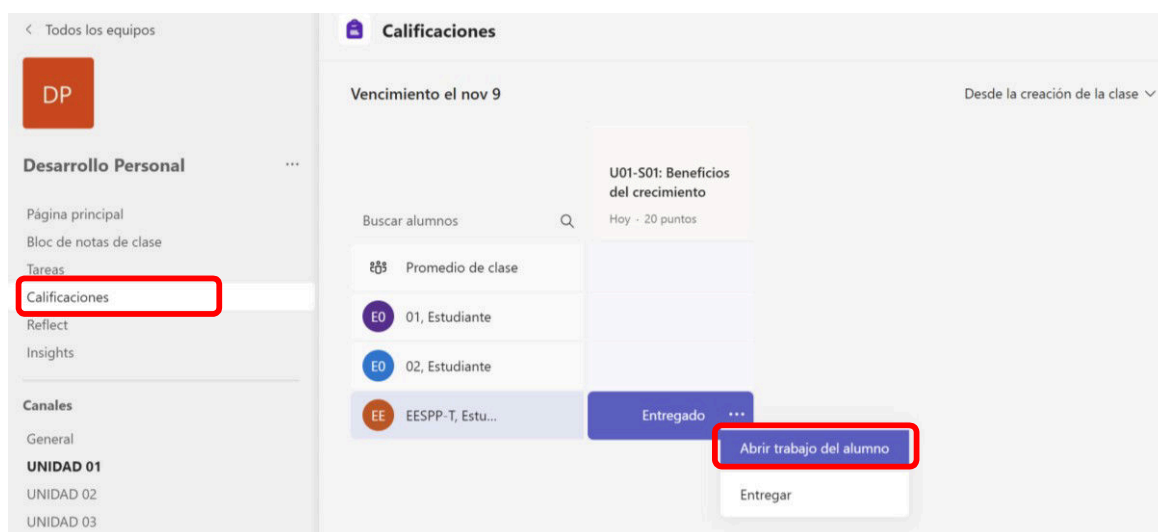 Todos los equipos
DP
Desarrollo Personal
...
Página principal
Bloc de notas de clase
Tareas
Calificaciones
Reflect
Insights
Canales
General
UNIDAD 01
UNIDAD 02
UNIDAD 03
Calificaciones
Vencimiento el nov 9
Desde la creación de la clase
U01-S01: Beneficios
del crecimiento
Hoy · 20 puntos
Buscar alumnos
Promedio de clase
E0 01, Estudiante
E0 02, Estudiante
EE EESPP-T, Estu...
Entregado ...
Abrir trabajo del alumno
Entregar